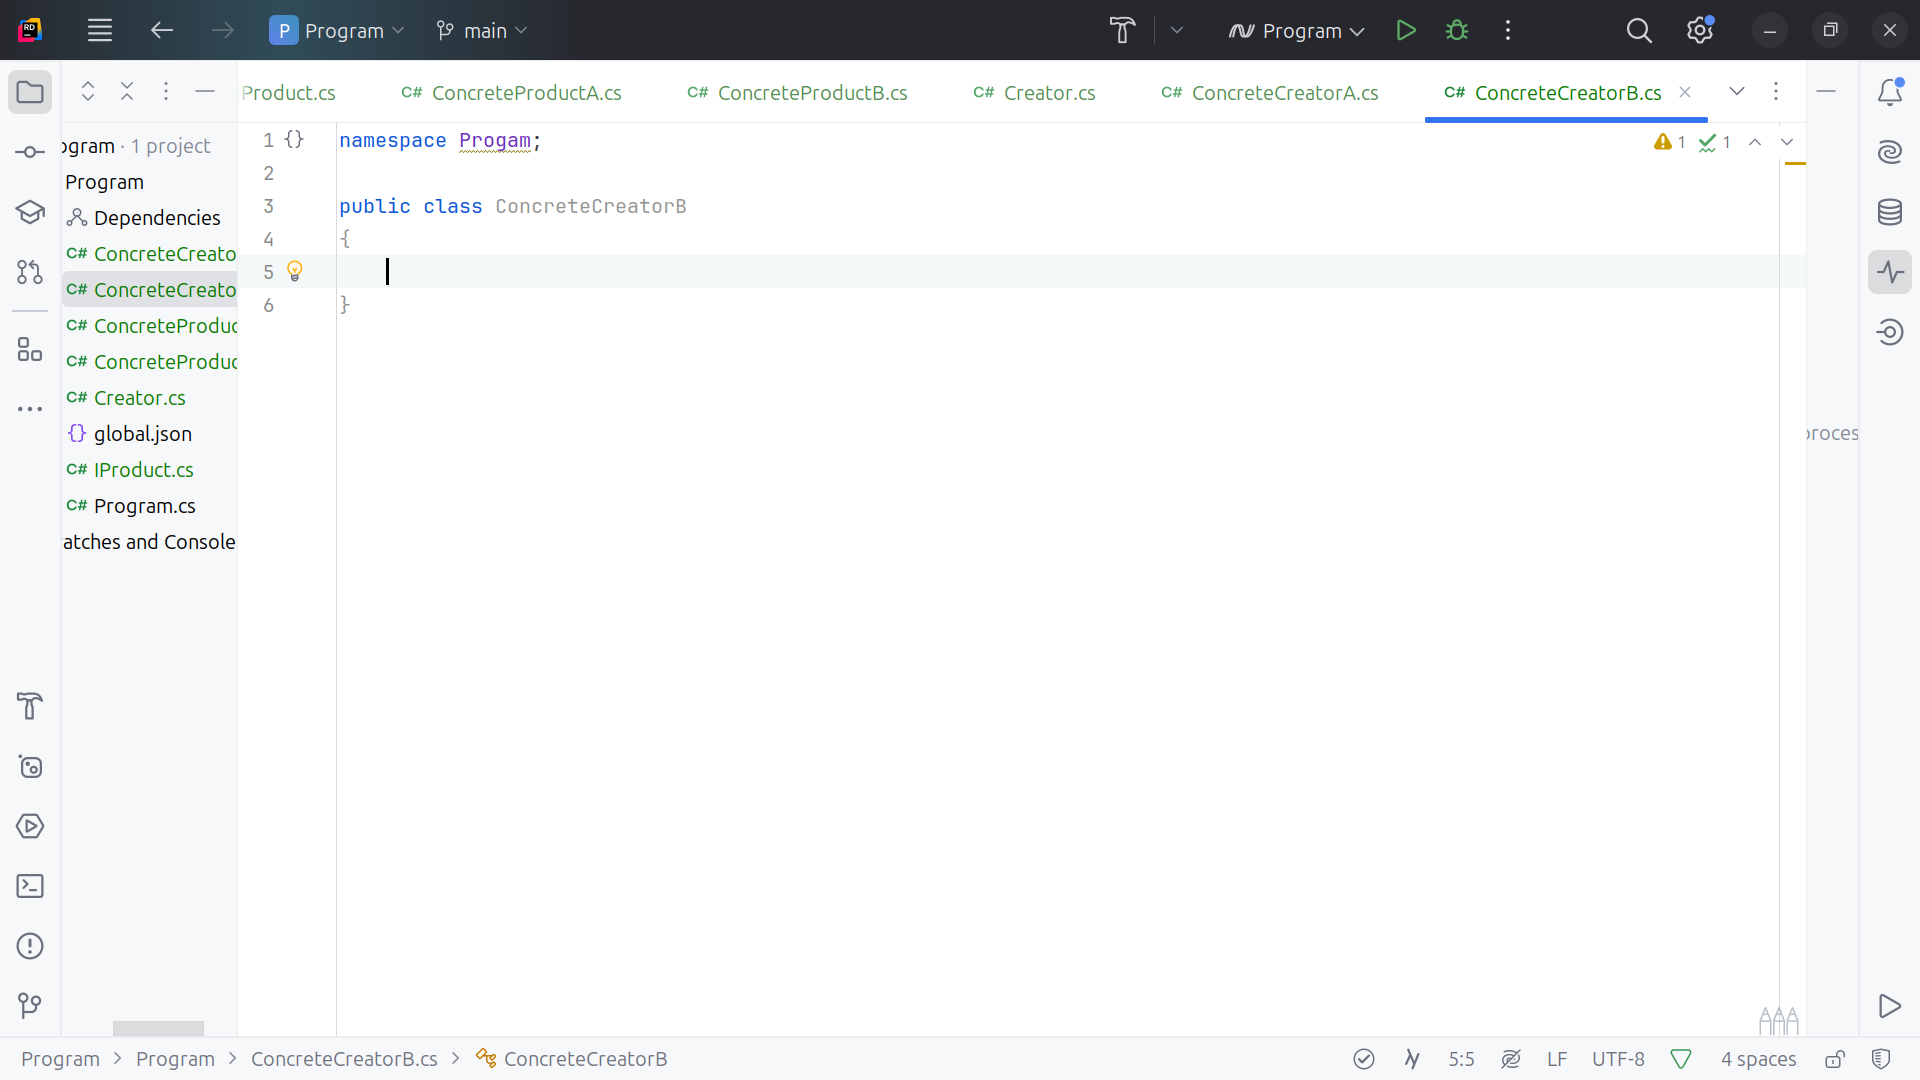 P Program main Program
Product.cs C# ConcreteProductA.cs C# ConcreteProductB.cs C# Creator.cs C# ConcreteCreatorA.cs C# ConcreteCreatorB.cs
ogram · 1 project
Program
Dependencies
C# ConcreteCreato
C# ConcreteCreato
C# ConcreteProduc
C# ConcreteProduc
C# Creator.cs
{} global.json
C# IProduct.cs
C# Program.cs
atches and Console
1 {} namespace Progam;
2
3 public class ConcreteCreatorB
4 {
5
6 }
1 1
proces
Program > Program > ConcreteCreatorB.cs > ConcreteCreatorB 5:5 LF UTF-8 4 spaces